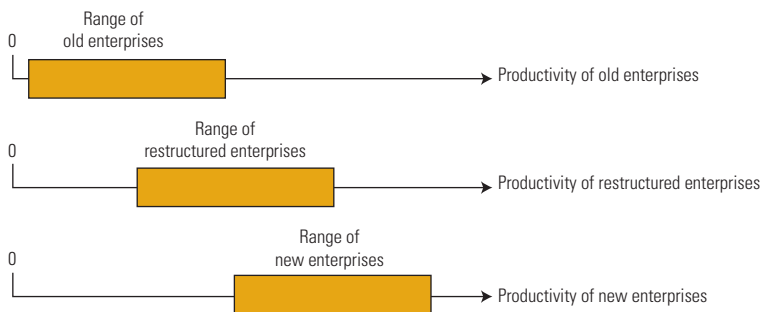 Range of
old enterprises
0
Productivity of old enterprises
Range of
restructured enterprises
0
Productivity of restructured enterprises
Range of
new enterprises
0
Productivity of new enterprises